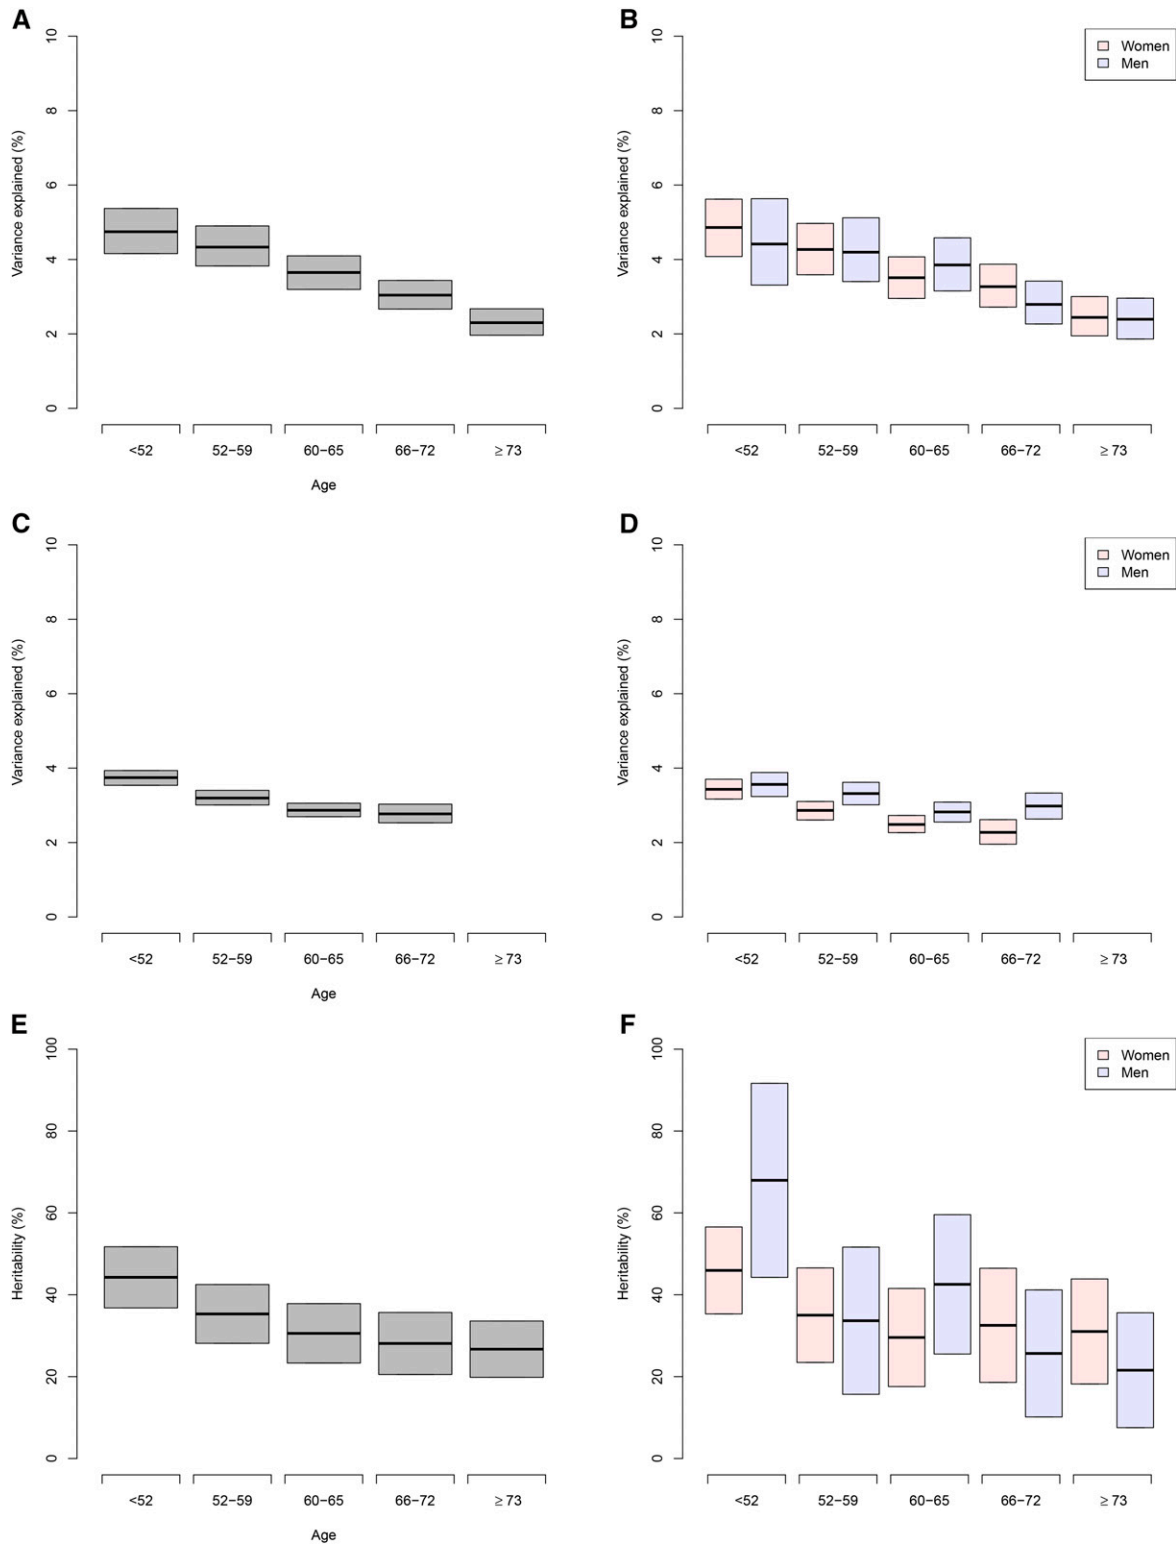 A
Variance explained (%)
10
8
6
4
2
0
<52 52−59 60−65 66−72 ≥ 73
Age
B
Women
Men
Variance explained (%)
10
8
6
4
2
0
<52 52−59 60−65 66−72 ≥ 73
C
Variance explained (%)
10
8
6
4
2
0
<52 52−59 60−65 66−72 ≥ 73
Age
D
Women
Men
Variance explained (%)
10
8
6
4
2
0
<52 52−59 60−65 66−72 ≥ 73
E
Heritability (%)
100
80
60
40
20
0
<52 52−59 60−65 66−72 ≥ 73
Age
F
Women
Men
Heritability (%)
100
80
60
40
20
0
<52 52−59 60−65 66−72 ≥ 73